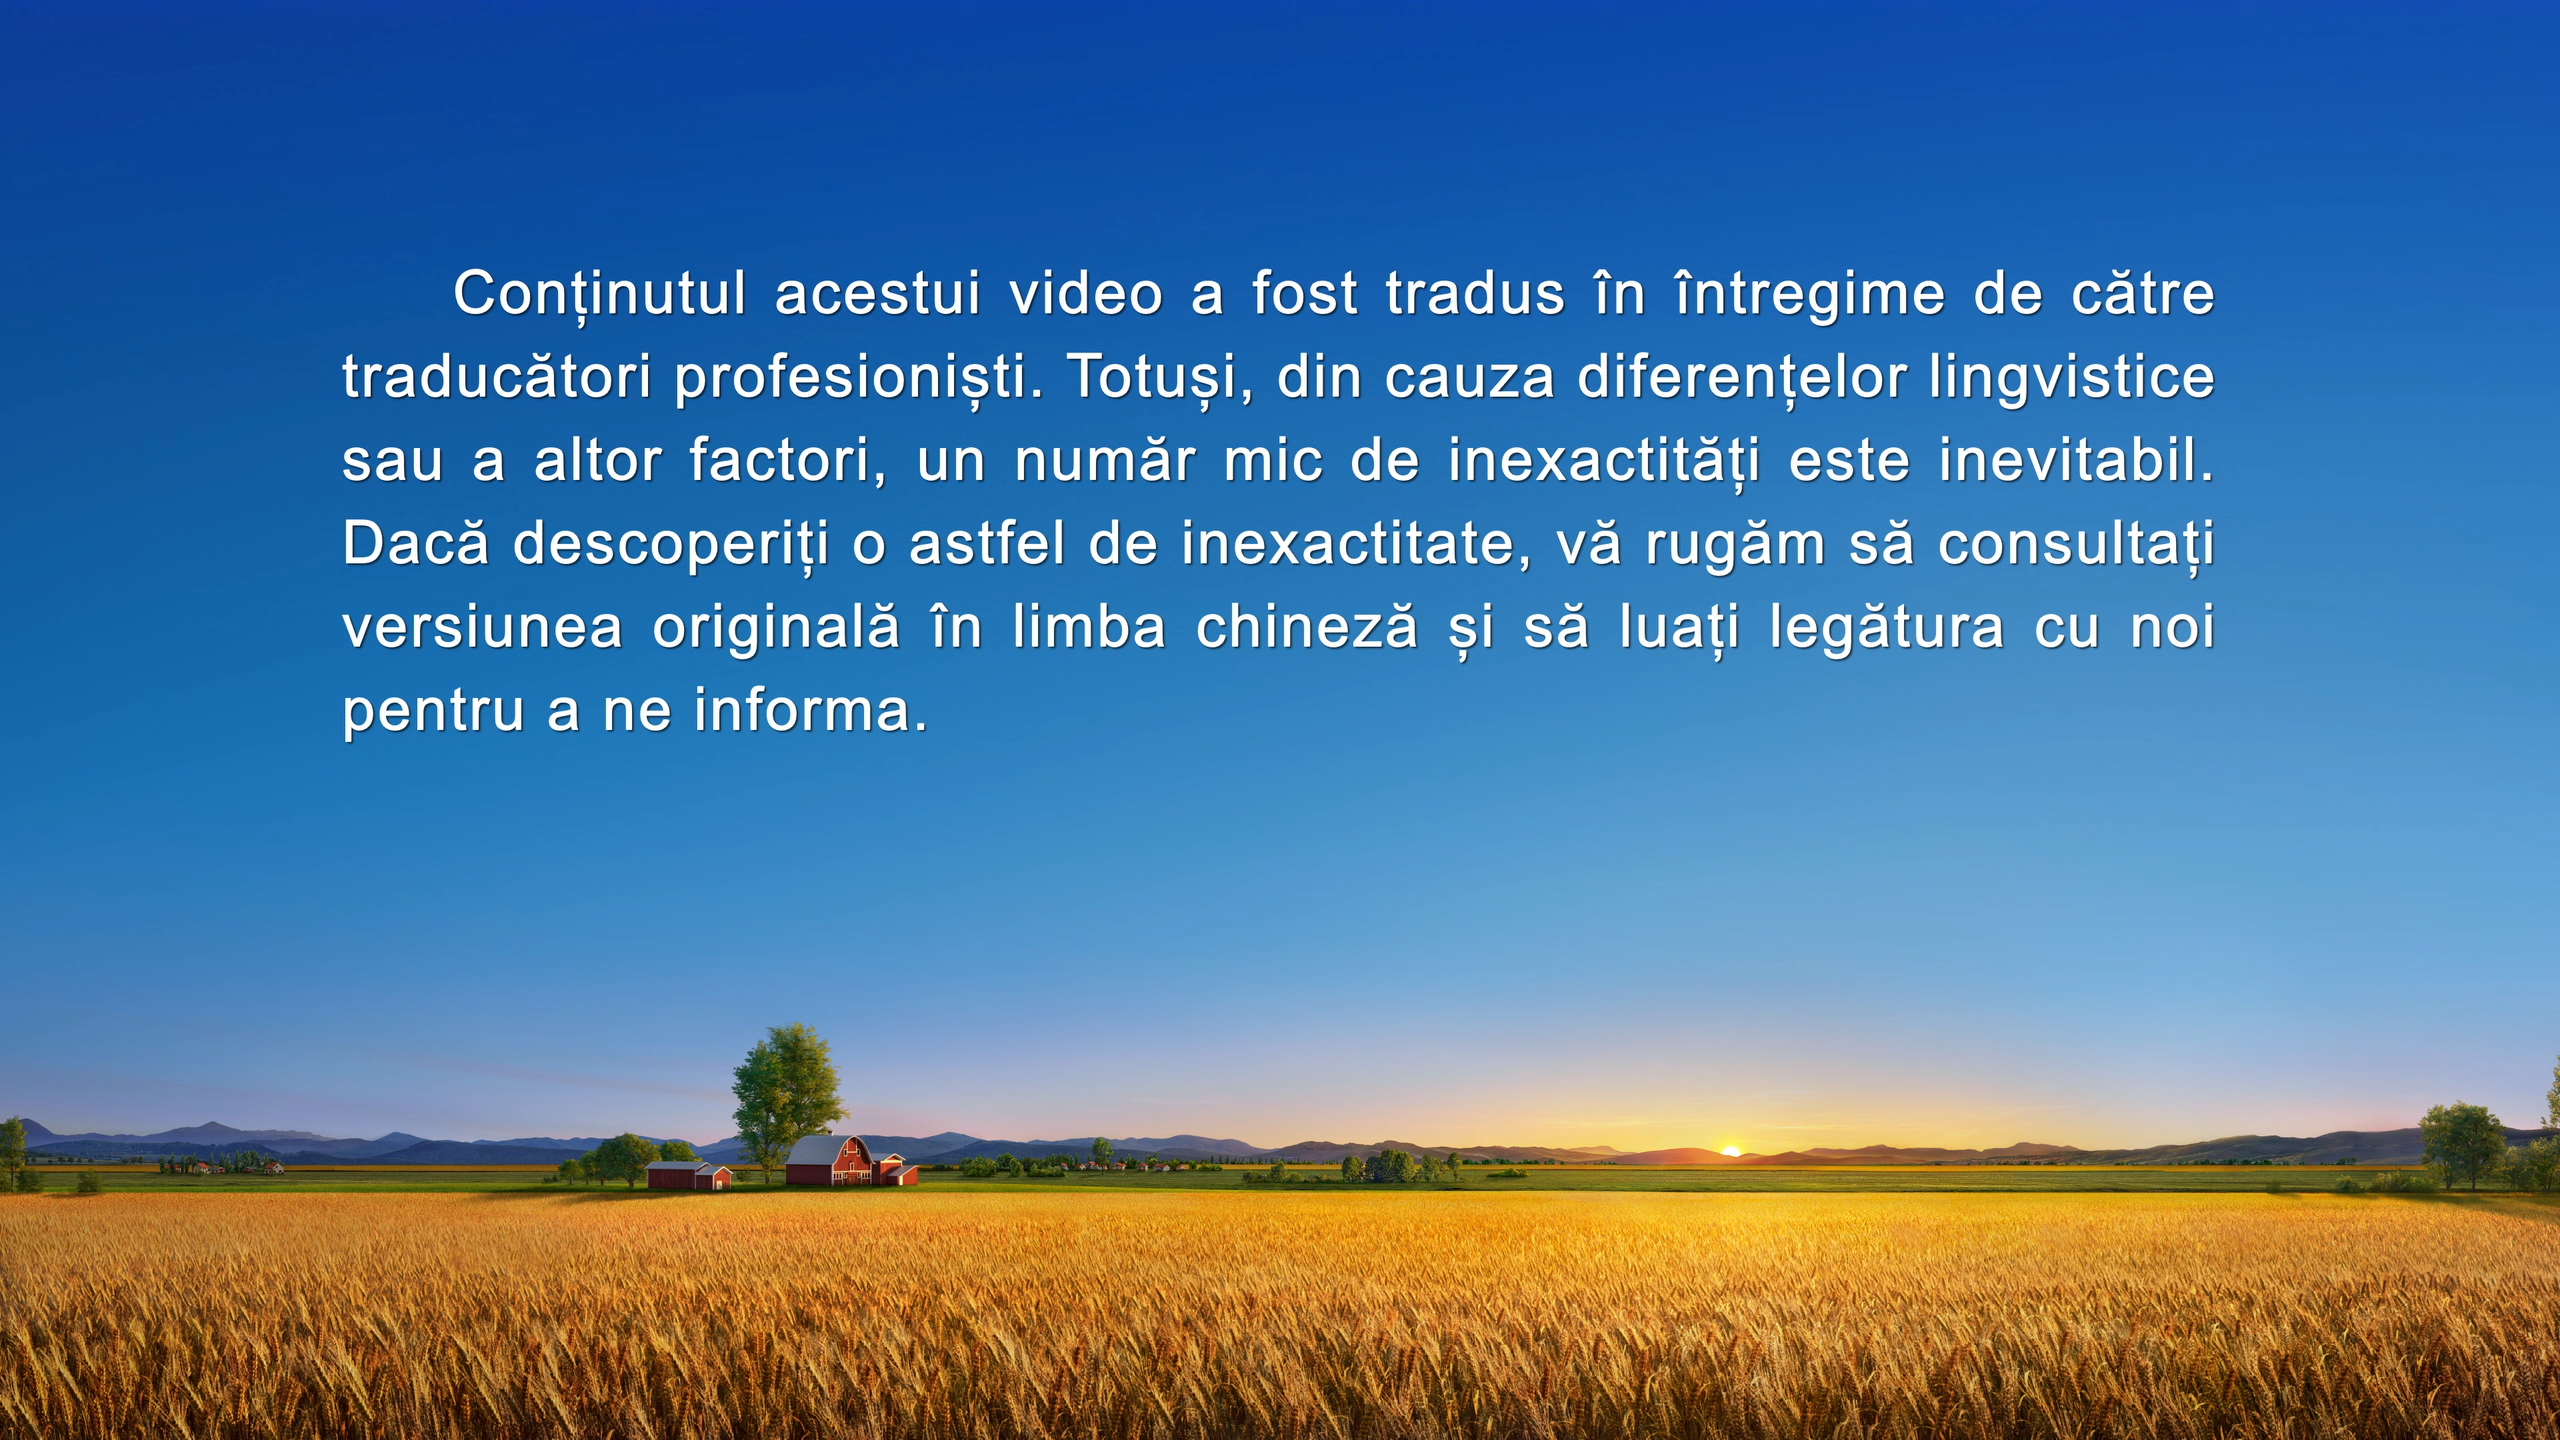 Conținutul acestui video a fost tradus în întregime de către
traducători profesioniști. Totuși, din cauza diferențelor lingvistice
sau a altor factori, un număr mic de inexactități este inevitabil.
Dacă descoperiți o astfel de inexactitate, vă rugăm să consultați
versiunea originală în limba chineză și să luați legătura cu noi
pentru a ne informa.